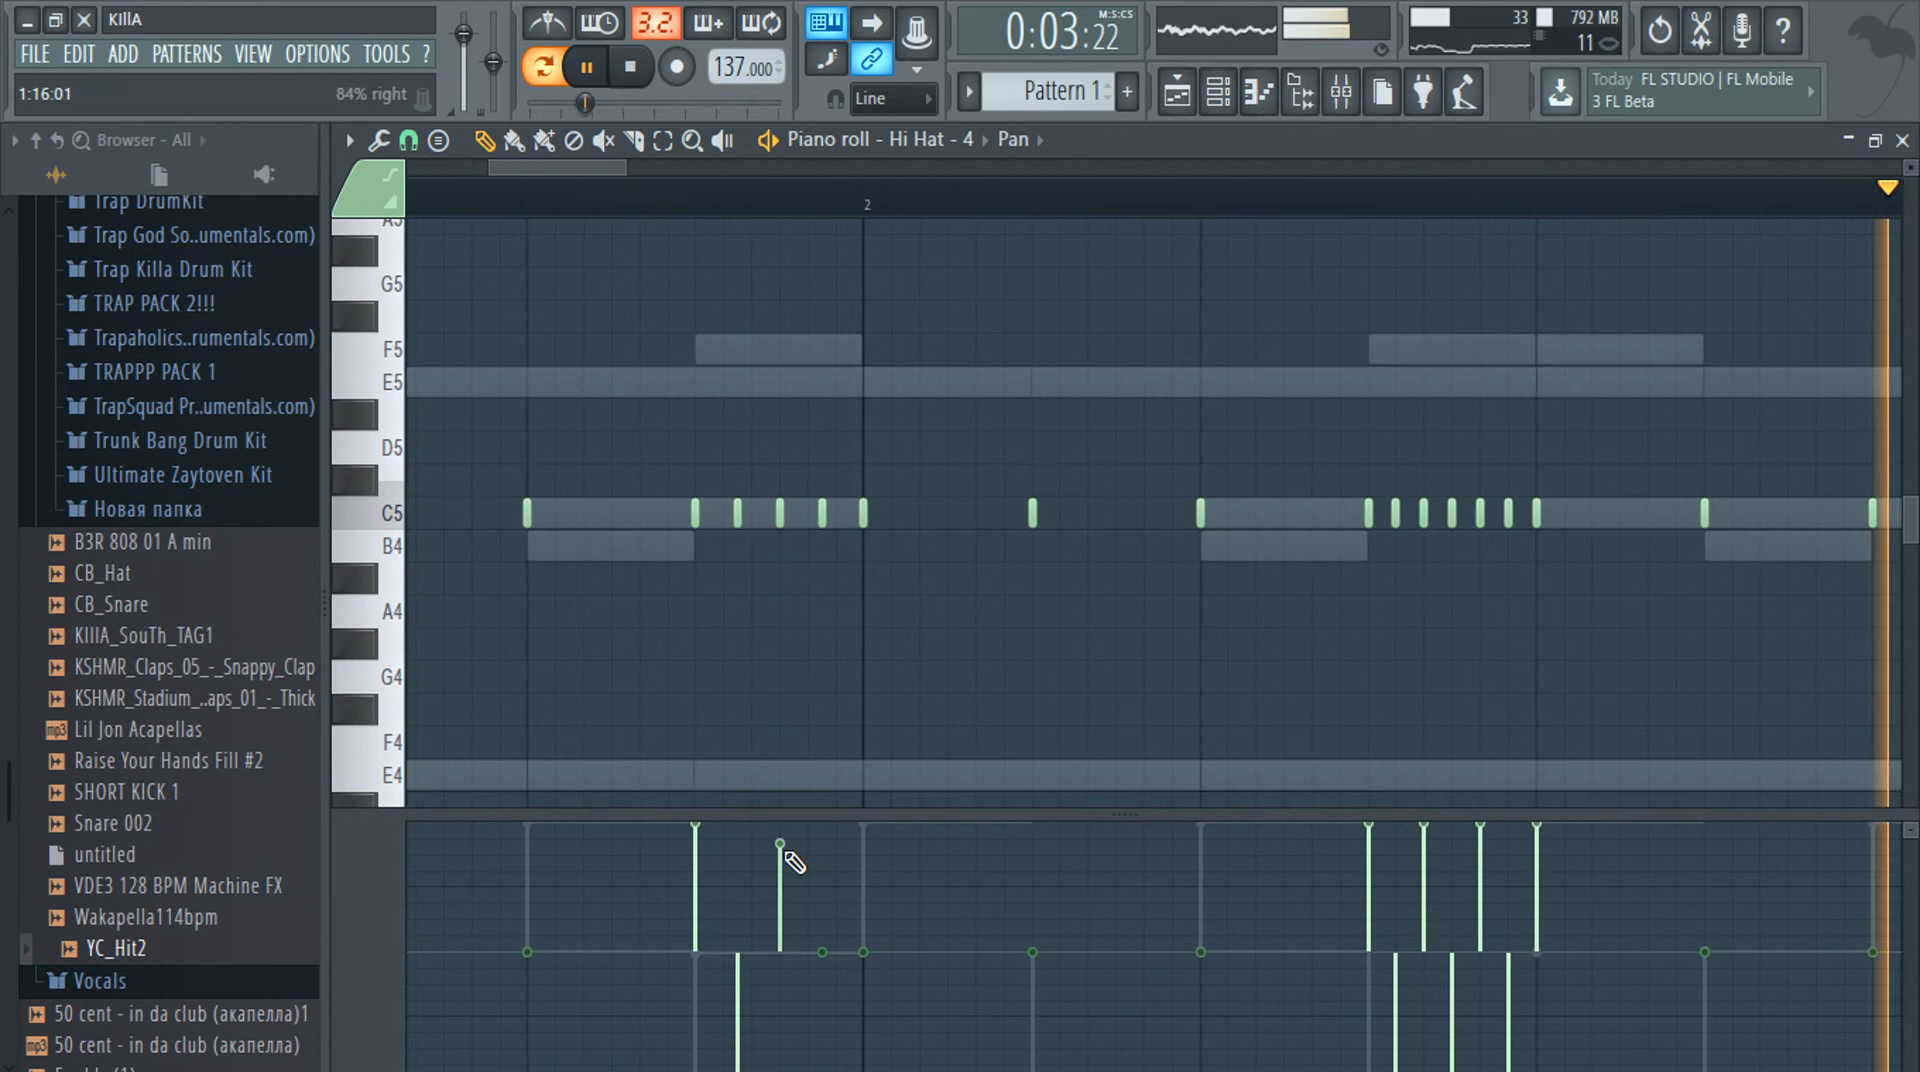 KIllA
FILE EDIT ADD PATTERNS VIEW OPTIONS TOOLS ?
1:16:01 84% right
3.2.
137.000
Line
0:03:22 M:S:CS
Pattern 1
+
33 792 MB
11
?
Today FL STUDIO | FL Mobile
3 FL Beta
Browser - All
Piano roll - Hi Hat - 4 Pan
Trap DrumKit
Trap God So..umentals.com)
Trap Killa Drum Kit
TRAP PACK 2!!!
Trapaholics..rumentals.com)
TRAPPP PACK 1
TrapSquad Pr..umentals.com)
Trunk Bang Drum Kit
Ultimate Zaytoven Kit
Новая папка
B3R 808 01 A min
CB_Hat
CB_Snare
KIIIA_SouTh_TAG1
KSHMR_Claps_05_-_Snappy_Clap
KSHMR_Stadium_..aps_01_-_Thick
mp3 Lil Jon Acapellas
Raise Your Hands Fill #2
SHORT KICK 1
Snare 002
untitled
VDE3 128 BPM Machine FX
Wakapella114bpm
YC_Hit2
Vocals
50 cent - in da club (акапелла)1
mp3 50 cent - in da club (акапелла)
2
A5
G5
F5
E5
D5
C5
B4
A4
G4
F4
E4